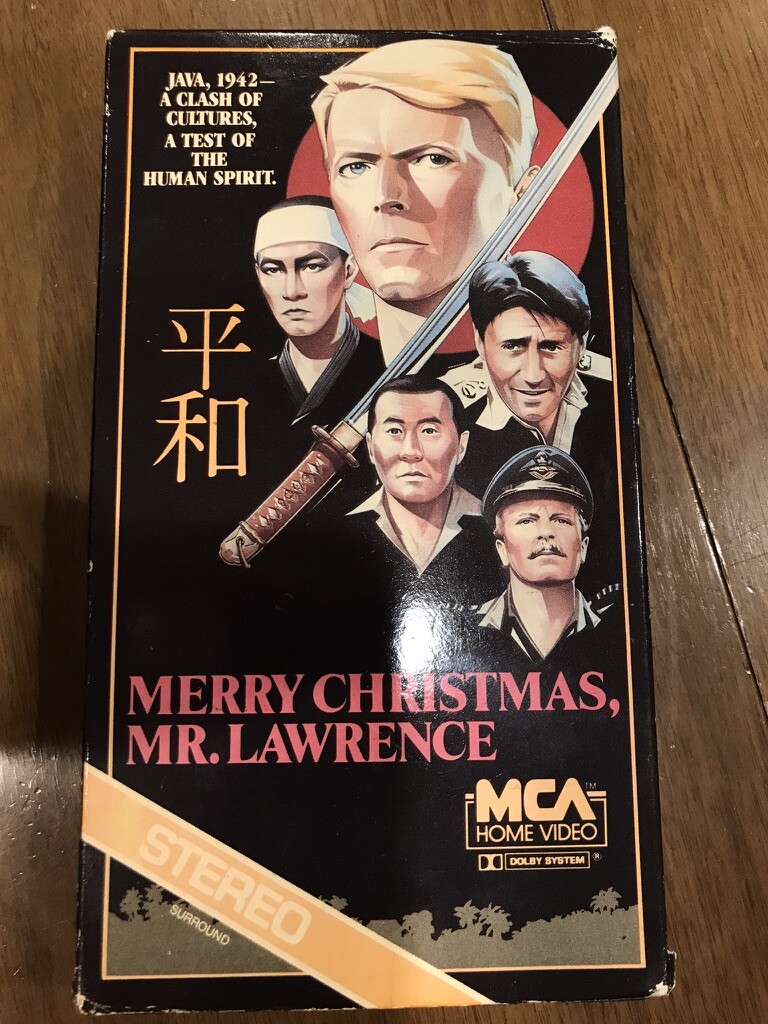 JAVA, 1942—
A CLASH OF
CULTURES,
A TEST OF
THE
HUMAN SPIRIT.
平
和
MERRY CHRISTMAS,
MR. LAWRENCE
MCA™
HOME VIDEO
DOLBY SYSTEM®
STEREO
SURROUND